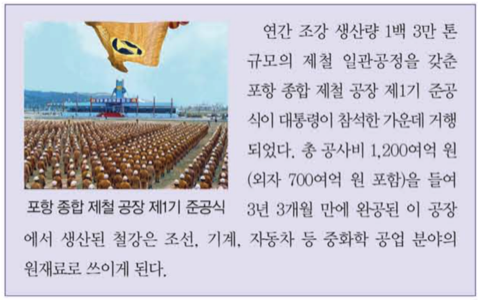 연간 조강 생산량 1백 3만 톤
규모의 제철 일관공정을 갖춘
포항 종합 제철 공장 제1기 준공
식이 대통령이 참석한 가운데 거행
되었다. 총 공사비 1,200여억 원
(외자 700여억 원 포함)을 들여
포항 종합 제철 공장 제1기 준공식
3년 3개월 만에 완공된 이 공장
에서 생산된 철강은 조선, 기계, 자동차 등 중화학 공업 분야의
원재료로 쓰이게 된다.